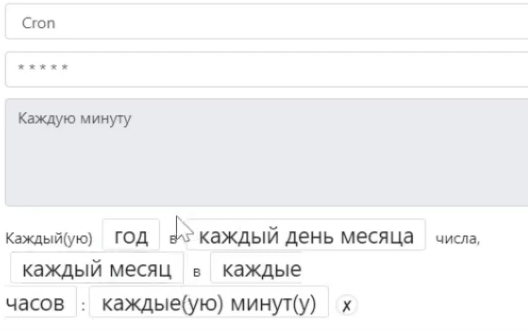 Cron
* * * * *
Каждую минуту
Каждый(ую) год в каждый день месяца числа,
каждый месяц в каждые
часов : каждые(ую) минут(у) x